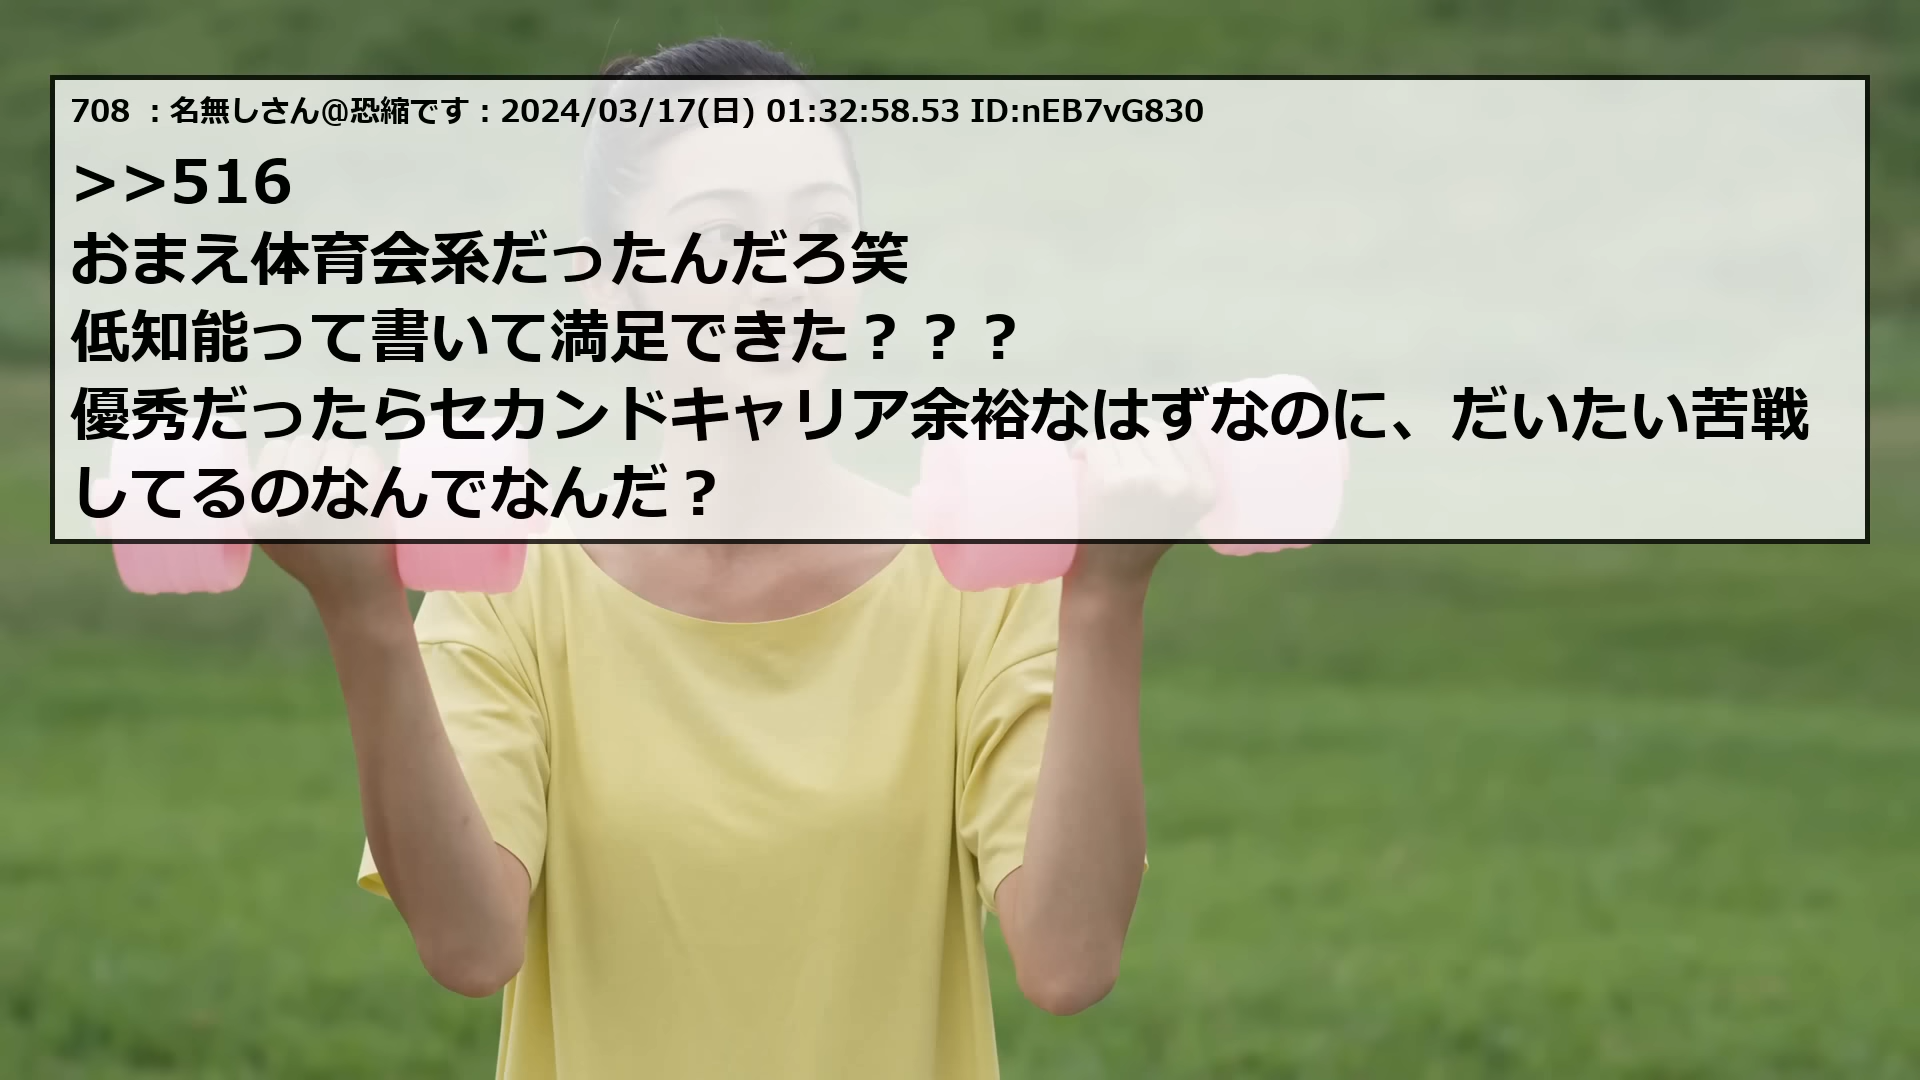 708 ：名無しさん@恐縮です：2024/03/17(日) 01:32:58.53 ID:nEB7vG830
>>516
おまえ体育会系だったんだろ笑
低知能って書いて満足できた？？？
優秀だったらセカンドキャリア余裕なはずなのに、だいたい苦戦
してるのなんでなんだ？